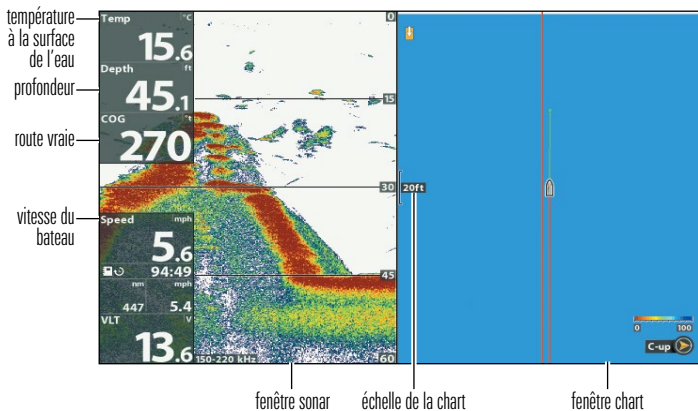 température
à la surface
de l'eau
profondeur
route vraie
vitesse du
bateau
Temp °C
15.6
Depth ft
45.1
COG °t
270
Speed mph
5.6
94:49
nm mph
447 5.4
VLT v
13.6
150-220 kHz
0
15
30
45
60
20ft
0 100
C-up
fenêtre sonar
échelle de la chart
fenêtre chart